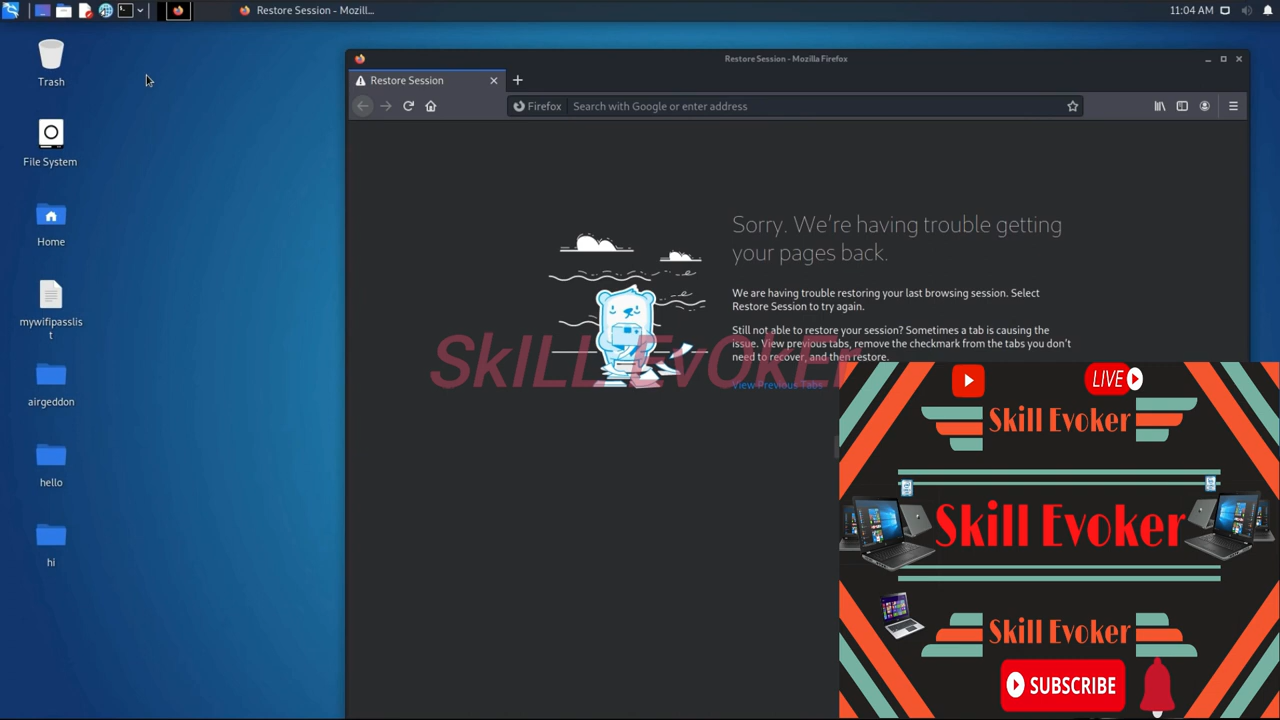 Restore Session - Mozill...
11:04 AM
Trash
File System
Home
mywifipasslis
t
airgeddon
hello
hi
Restore Session - Mozilla Firefox
Restore Session
Firefox
Search with Google or enter address
Sorry. We're having trouble getting
your pages back.
We are having trouble restoring your last browsing session. Select
Restore Session to try again.
Still not able to restore your session? Sometimes a tab is causing the
issue. View previous tabs, remove the checkmark from the tabs you don't
need to recover, and then restore.
View Previous Tabs
SkILL EvOkEr
LIVE
Skill Evoker
Skill Evoker
Skill Evoker
SUBSCRIBE